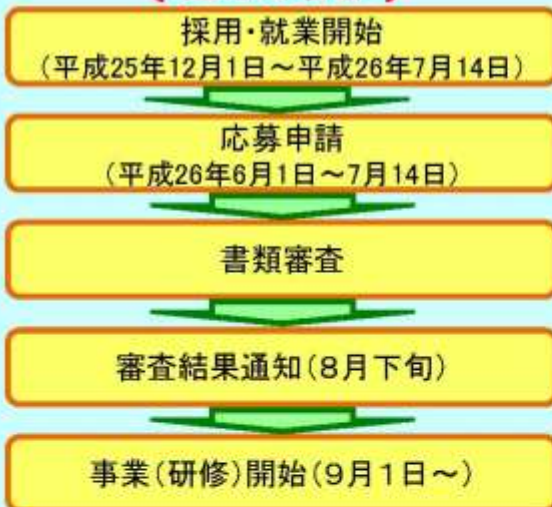 採用・就業開始
(平成25年12月1日～平成26年7月14日)
応募申請
(平成26年6月1日～7月14日)
書類審査
審査結果通知(８月下旬)
事業(研修)開始(９月１日～)